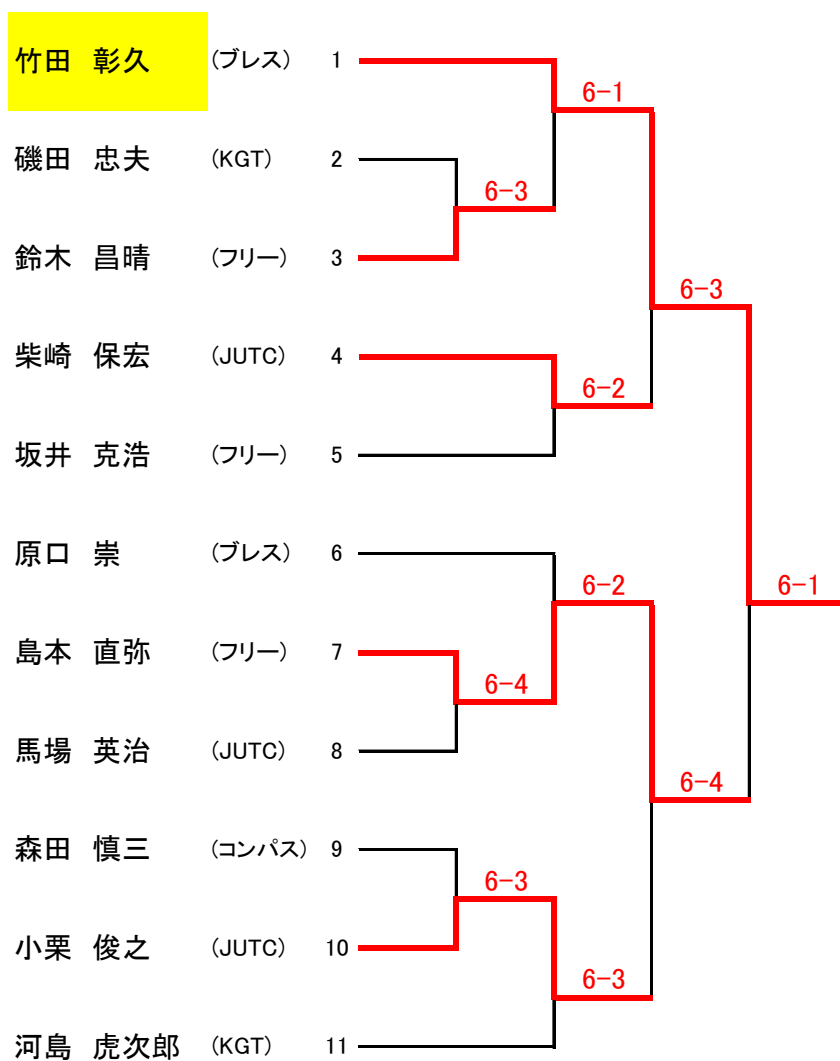 竹田 彰久 (ブレス) 1
6-1
磯田 忠夫 (KGT) 2
6-3
鈴木 昌晴 (フリー) 3
6-3
柴崎 保宏 (JUTC) 4
6-2
坂井 克浩 (フリー) 5
原口 崇 (ブレス) 6
6-2
6-1
島本 直弥 (フリー) 7
6-4
馬場 英治 (JUTC) 8
6-4
森田 慎三 (コンパス) 9
6-3
小栗 俊之 (JUTC) 10
6-3
河島 虎次郎 (KGT) 11